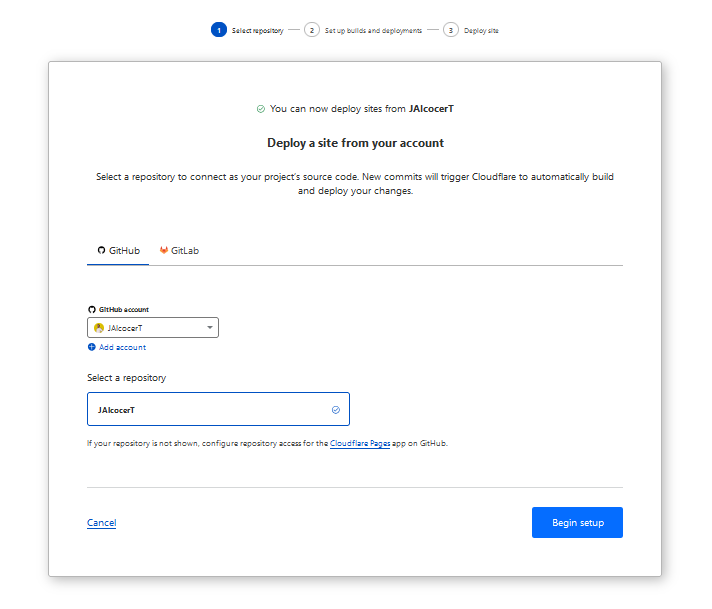 1 Select repository 2 Set up builds and deployments 3 Deploy site
You can now deploy sites from JAlcocerT
Deploy a site from your account
Select a repository to connect as your project's source code. New commits will trigger Cloudflare to automatically build
and deploy your changes.
GitHub GitLab
GitHub account
JAlcocerT
Add account
Select a repository
JAlcocerT
If your repository is not shown, configure repository access for the Cloudflare Pages app on GitHub.
Cancel Begin setup